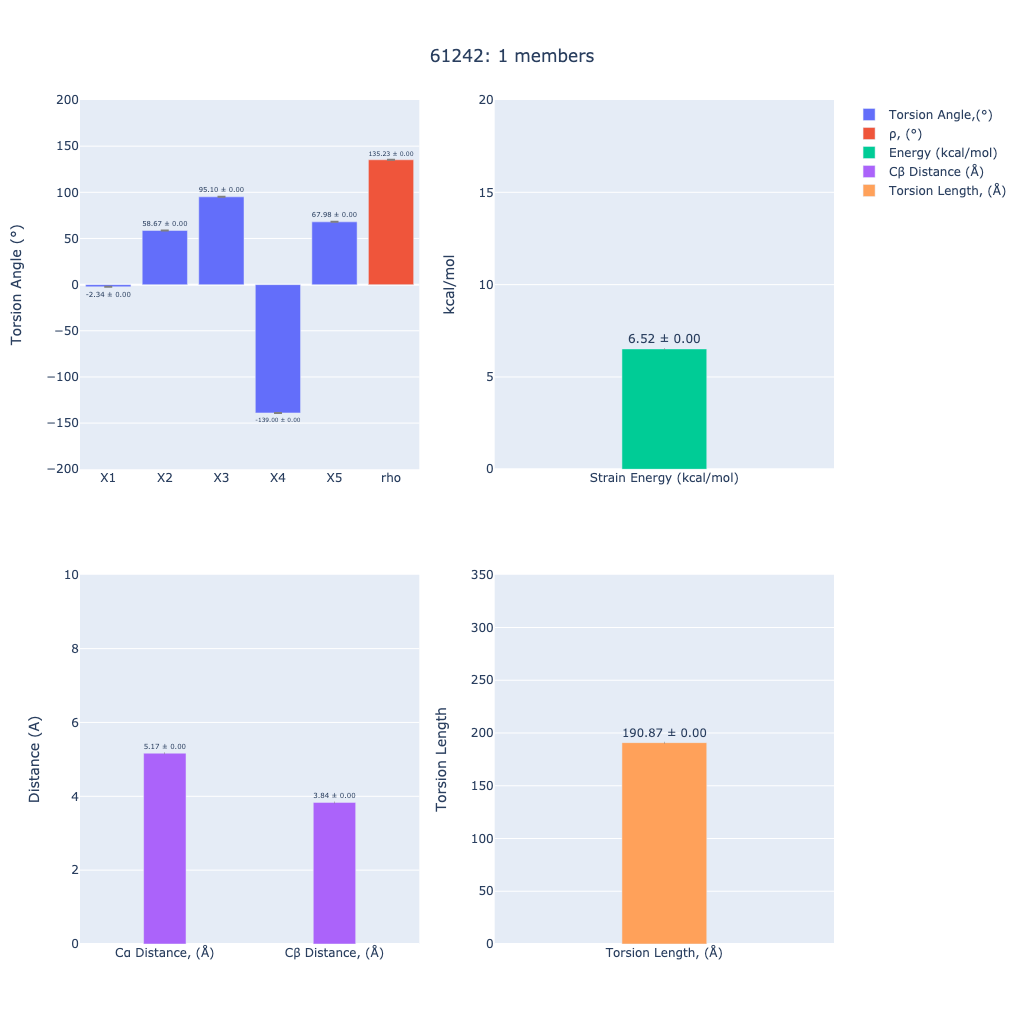 61242: 1 members
Torsion Angle (°)
200
150
100
50
0
−50
−100
−150
−200
-2.34 ± 0.00
58.67 ± 0.00
95.10 ± 0.00
-139.00 ± 0.00
67.98 ± 0.00
135.23 ± 0.00
X1 X2 X3 X4 X5 rho
kcal/mol
20
15
10
5
0
6.52 ± 0.00
Strain Energy (kcal/mol)
Torsion Angle,(°)
ρ, (°)
Energy (kcal/mol)
Cβ Distance (Å)
Torsion Length, (Å)
Distance (A)
10
8
6
4
2
0
5.17 ± 0.00
3.84 ± 0.00
Cα Distance, (Å) Cβ Distance, (Å)
Torsion Length
350
300
250
200
150
100
50
0
190.87 ± 0.00
Torsion Length, (Å)